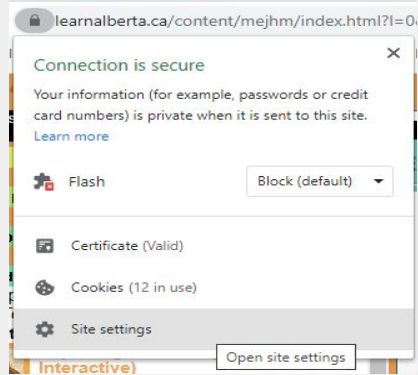 learnalberta.ca/content/mejhm/index.html?l=0
Connection is secure
Your information (for example, passwords or credit
card numbers) is private when it is sent to this site.
Learn more
Flash
Block (default)
Certificate (Valid)
Cookies (12 in use)
Site settings
Open site settings
Interactive)